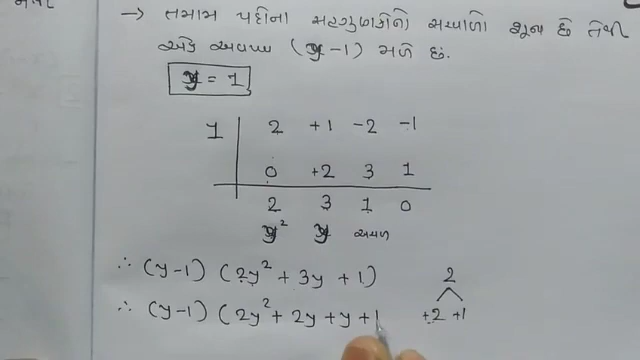 → તમામ પદોના સહગુણકોનો સરવાળો શૂન્ય છે તેથી
એક અવયવ (y-1) મળે છે.
y = 1
1 | 2 +1 -2 -1
0 +2 3 1
2 3 1 0
y² y અચળ
∴ (y-1) (2y² + 3y + 1) 2
∴ (y-1) (2y² + 2y + y + 1 +2 +1